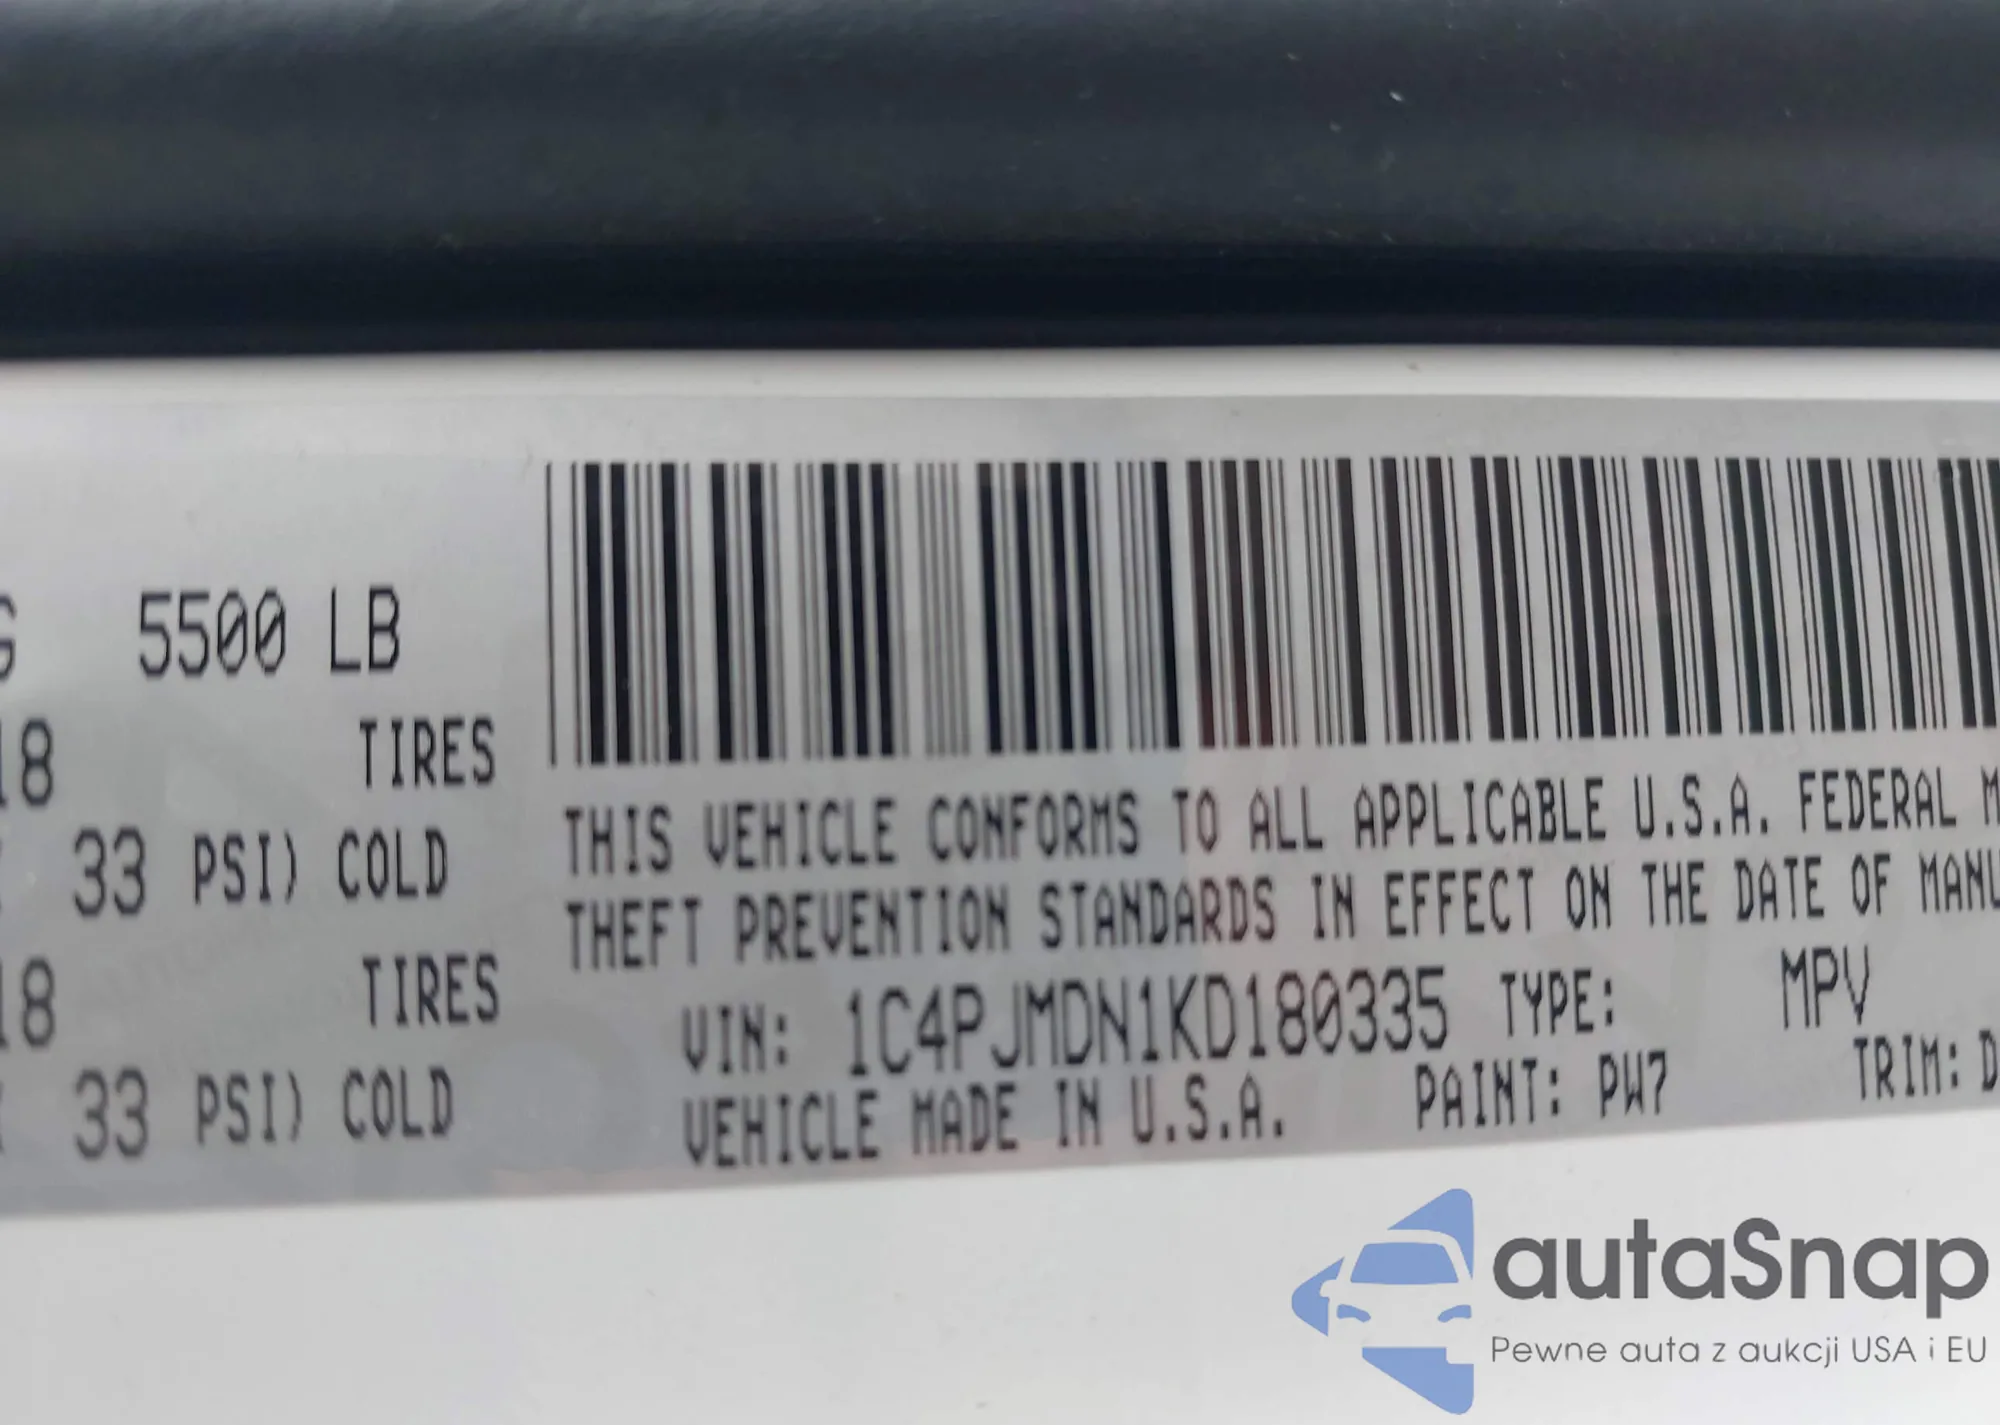 5500 LB
18 TIRES
33 PSI) COLD
18 TIRES
33 PSI) COLD
THIS VEHICLE CONFORMS TO ALL APPLICABLE U.S.A. FEDERAL M
THEFT PREVENTION STANDARDS IN EFFECT ON THE DATE OF MANU
VIN: 1C4PJMDN1KD180335 TYPE: MPV
VEHICLE MADE IN U.S.A. PAINT: PW7 TRIM: D
autaSnap
Pewne auta z aukcji USA i EU